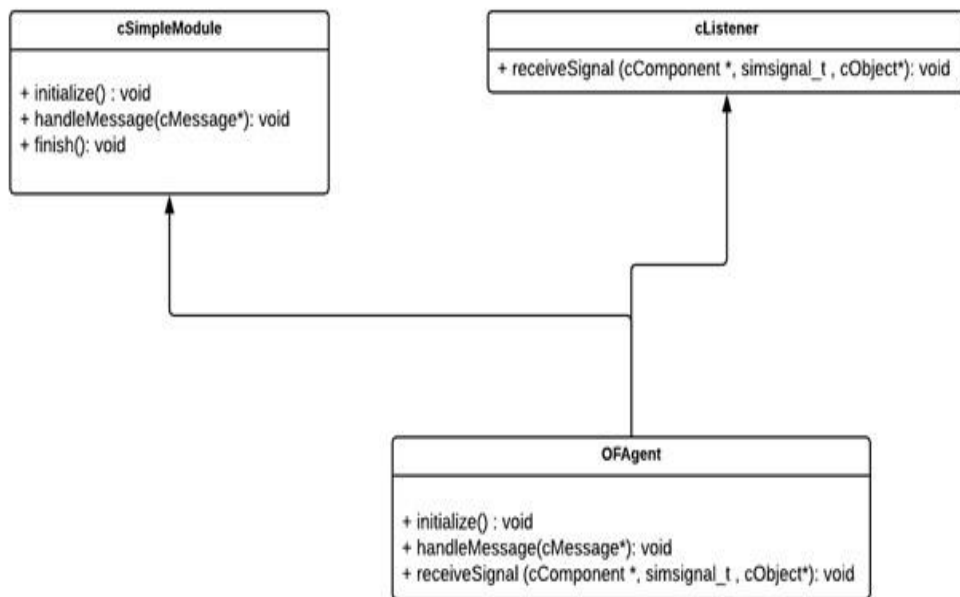 cSimpleModule
+ initialize() : void
+ handleMessage(cMessage*): void
+ finish(): void
cListener
+ receiveSignal (cComponent *, simsignal_t , cObject*): void
OFAgent
+ initialize() : void
+ handleMessage(cMessage*): void
+ receiveSignal (cComponent *, simsignal_t , cObject*): void